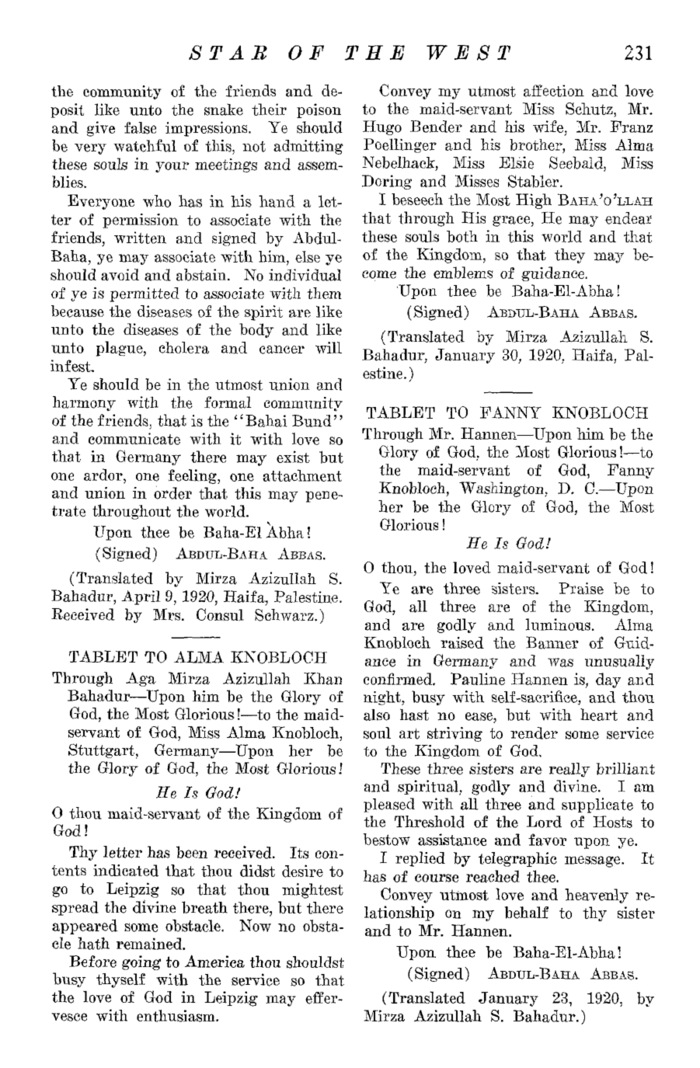 STAR OF THE WEST 231
the community of the friends and de-
posit like unto the snake their poison
and give false impressions. Ye should
be very watchful of this, not admitting
these souls in your meetings and assem-
blies.
Everyone who has in his hand a let-
ter of permission to associate with the
friends, written and signed by Abdul-
Baha, ye may associate with him, else ye
should avoid and abstain. No individual
of ye is permitted to associate with them
because the diseases of the spirit are like
unto the diseases of the body and like
unto plague, cholera and cancer will
infest.
Ye should be in the utmost union and
harmony with the formal community
of the friends, that is the "Bahai Bund"
and communicate with it with love so
that in Germany there may exist but
one ardor, one feeling, one attachment
and union in order that this may pene-
trate throughout the world.
Upon thee be Baha-El Abha!
(Signed) ABDUL-BAHA ABBAS.
(Translated by Mirza Azizullah S.
Bahadur, April 9, 1920, Haifa, Palestine.
Received by Mrs. Consul Schwarz.)
TABLET TO ALMA KNOBLOCH
Through Aga Mirza Azizullah Khan
Bahadur—Upon him be the Glory of
God, the Most Glorious!—to the maid-
servant of God, Miss Alma Knobloch,
Stuttgart, Germany—Upon her be
the Glory of God, the Most Glorious!
He Is God!
O thou maid-servant of the Kingdom of
God!
Thy letter has been received. Its con-
tents indicated that thou didst desire to
go to Leipzig so that thou mightest
spread the divine breath there, but there
appeared some obstacle. Now no obsta-
cle hath remained.
Before going to America thou shouldst
busy thyself with the service so that
the love of God in Leipzig may effer-
vesce with enthusiasm.
Convey my utmost affection and love
to the maid-servant Miss Schutz, Mr.
Hugo Bender and his wife, Mr. Franz
Poellinger and his brother, Miss Alma
Nebelhack, Miss Elsie Seebald, Miss
Doring and Misses Stabler.
I beseech the Most High BAHA'O'LLAH
that through His grace, He may endear
these souls both in this world and that
of the Kingdom, so that they may be-
come the emblems of guidance.
Upon thee be Baha-El-Abha!
(Signed) ABDUL-BAHA ABBAS.
(Translated by Mirza Azizullah S.
Bahadur, January 30, 1920, Haifa, Pal-
estine.)
TABLET TO FANNY KNOBLOCH
Through Mr. Hannen—Upon him be the
Glory of God, the Most Glorious!—to
the maid-servant of God, Fanny
Knobloch, Washington, D. C.—Upon
her be the Glory of God, the Most
Glorious!
He Is God!
O thou, the loved maid-servant of God!
Ye are three sisters. Praise be to
God, all three are of the Kingdom,
and are godly and luminous. Alma
Knobloch raised the Banner of Guid-
ance in Germany and was unusually
confirmed. Pauline Hannen is, day and
night, busy with self-sacrifice, and thou
also hast no ease, but with heart and
soul art striving to render some service
to the Kingdom of God.
These three sisters are really brilliant
and spiritual, godly and divine. I am
pleased with all three and supplicate to
the Threshold of the Lord of Hosts to
bestow assistance and favor upon ye.
I replied by telegraphic message. It
has of course reached thee.
Convey utmost love and heavenly re-
lationship on my behalf to thy sister
and to Mr. Hannen.
Upon thee be Baha-El-Abha!
(Signed) ABDUL-BAHA ABBAS.
(Translated January 23, 1920, by
Mirza Azizullah S. Bahadur.)